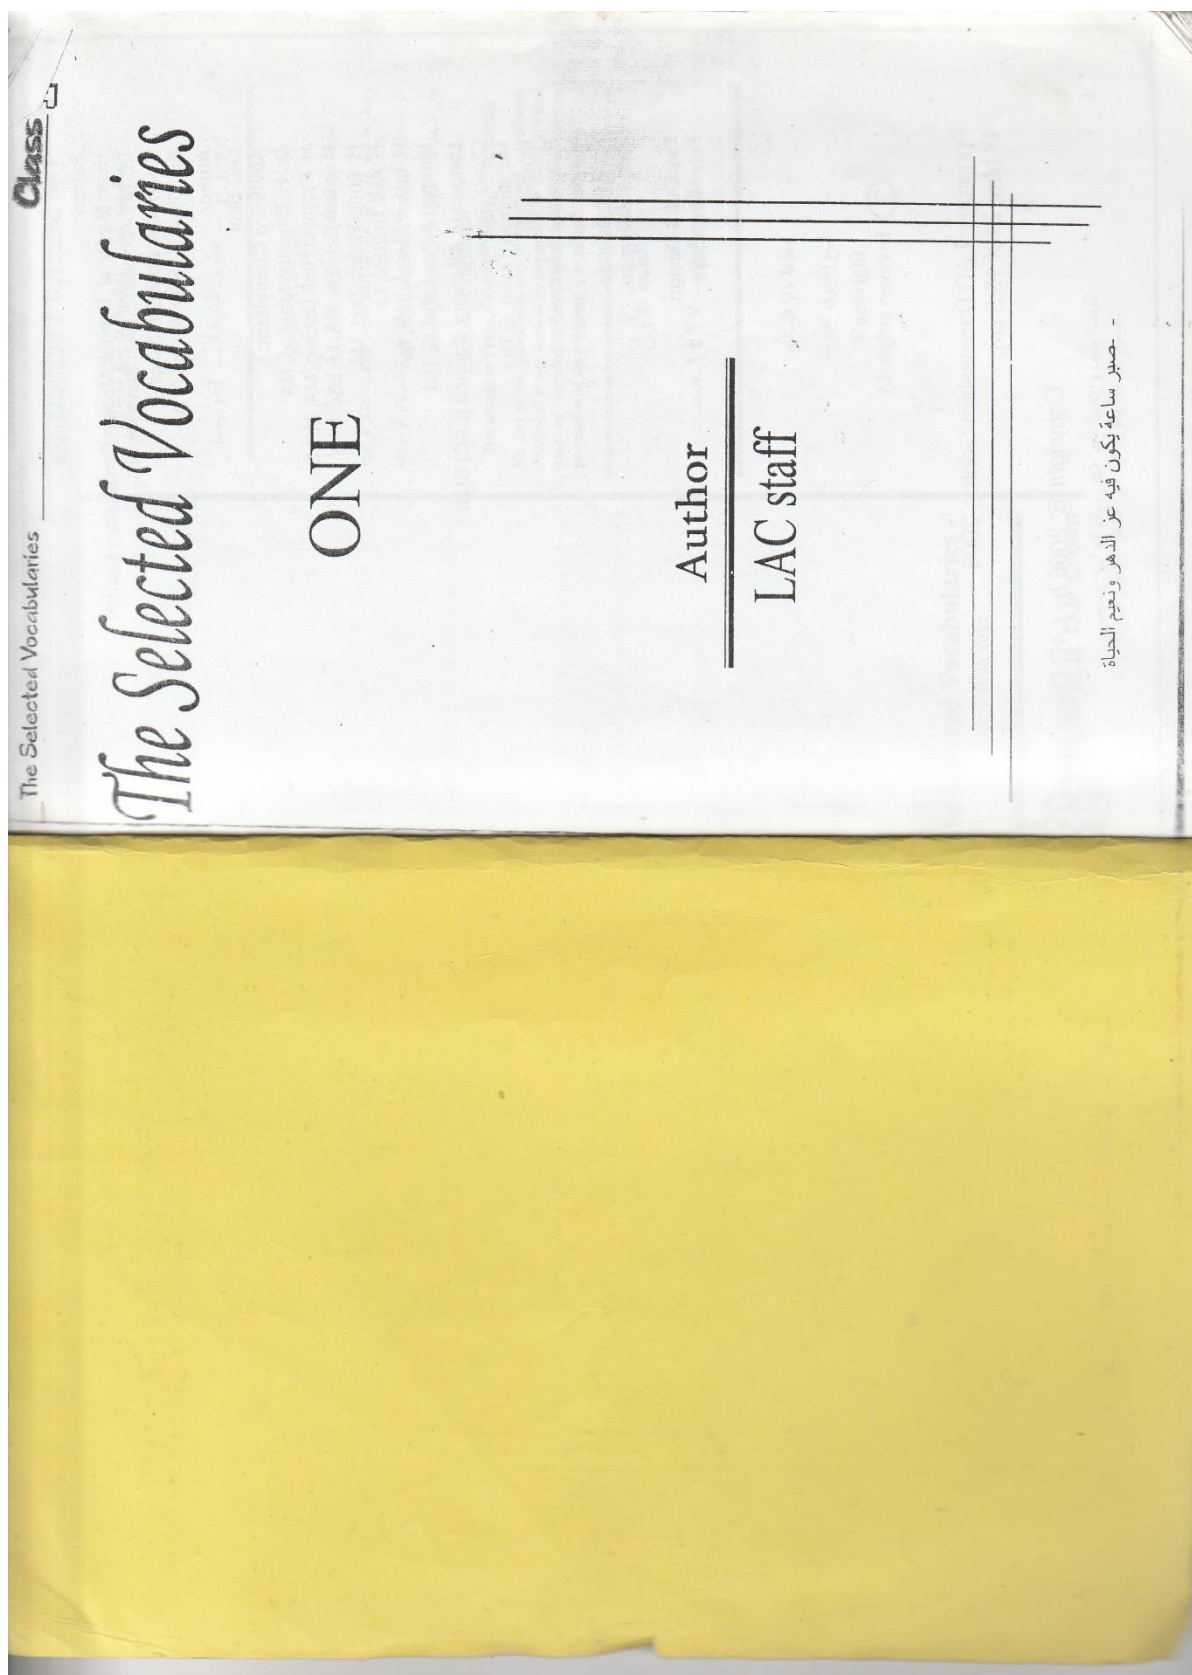 The Selected Vocabularies
Class
The Selected Vocabularies
ONE
Author
LAC staff
- صبر ساعة يكون فيه عز الدهر ونعيم الحياة